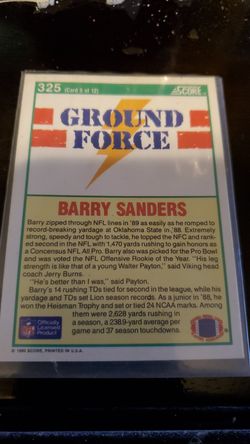 325 (Card 5 of 12)
SCORE
GROUND
FORCE
BARRY SANDERS
Barry zipped through NFL lines in '89 as easily as he romped to
record-breaking yardage at Oklahoma State in '88. Extremely
strong, speedy and tough to tackle, he topped the NFC and rank-
ed second in the NFL with 1,470 yards rushing to gain honors as
a Concensus NFL All Pro. Barry also was picked for the Pro Bowl
and was voted the NFL Offensive Rookie of the Year. "His leg
strength is like that of a young Walter Payton," said Viking head
coach Jerry Burns.
"He's better than I was," said Payton.
Barry's 14 rushing TDs tied for second in the league, while his
yardage and TDs set Lion season records. As a junior in '88, he
won the Heisman Trophy and set or tied 24 NCAA marks. Among
them were 2,628 yards rushing in
a season, a 238.9-yard average per
game and 37 season touchdowns.
NFL
Officially
Licensed
Product
© 1990 SCORE, PRINTED IN U.S.A.